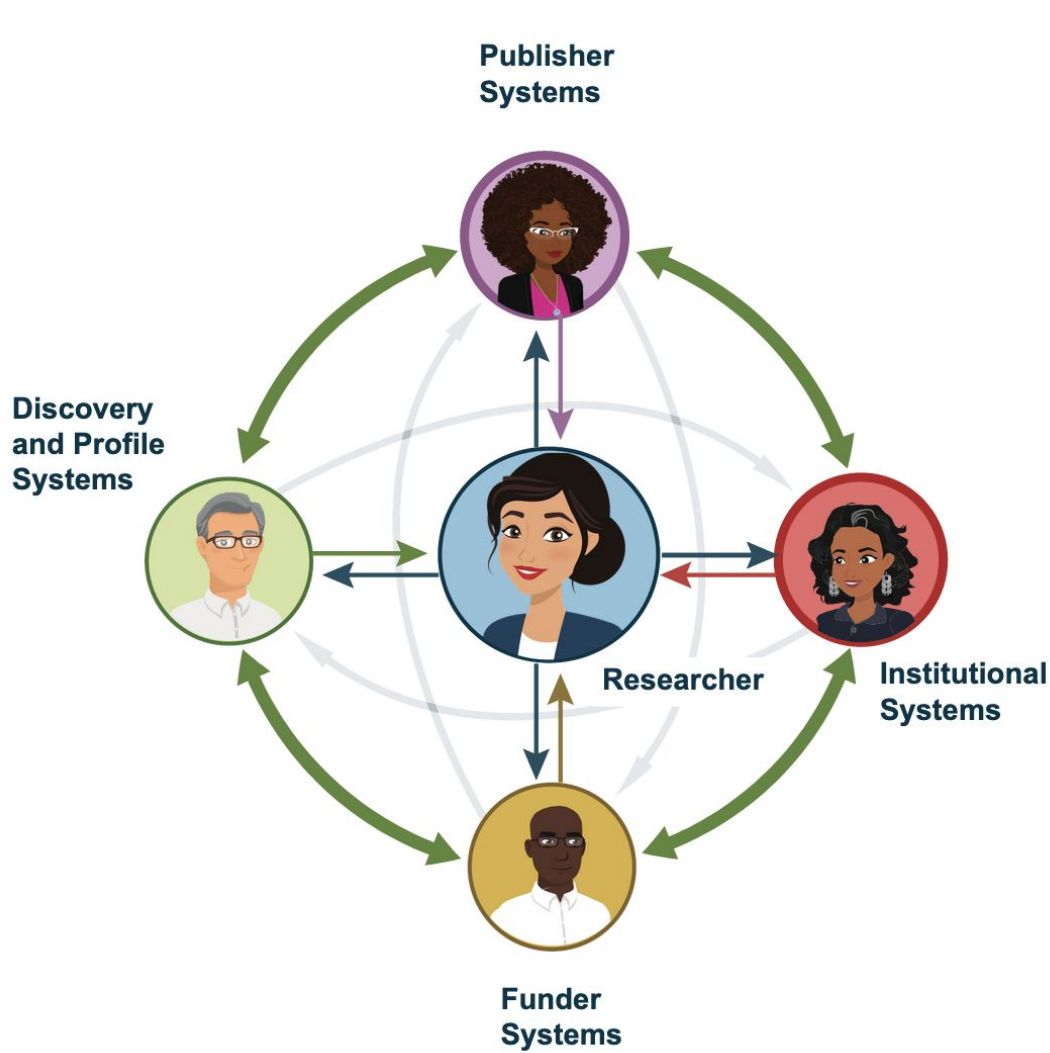 Publisher
Systems
Discovery
and Profile
Systems
Researcher
Institutional
Systems
Funder
Systems